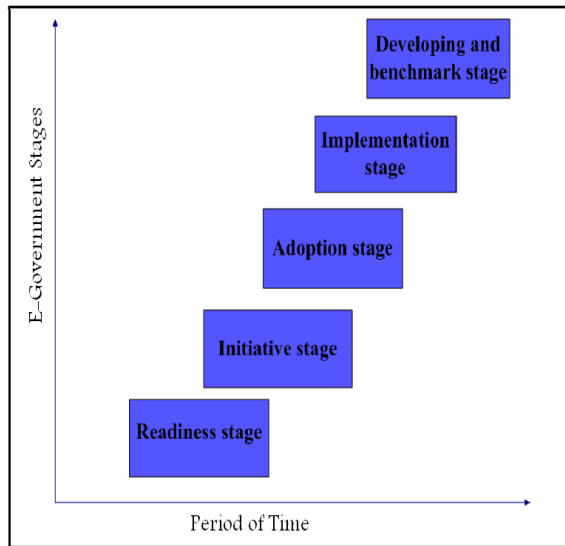 Developing and
benchmark stage
Implementation
stage
Adoption stage
Initiative stage
Readiness stage
E-Government Stages
Period of Time